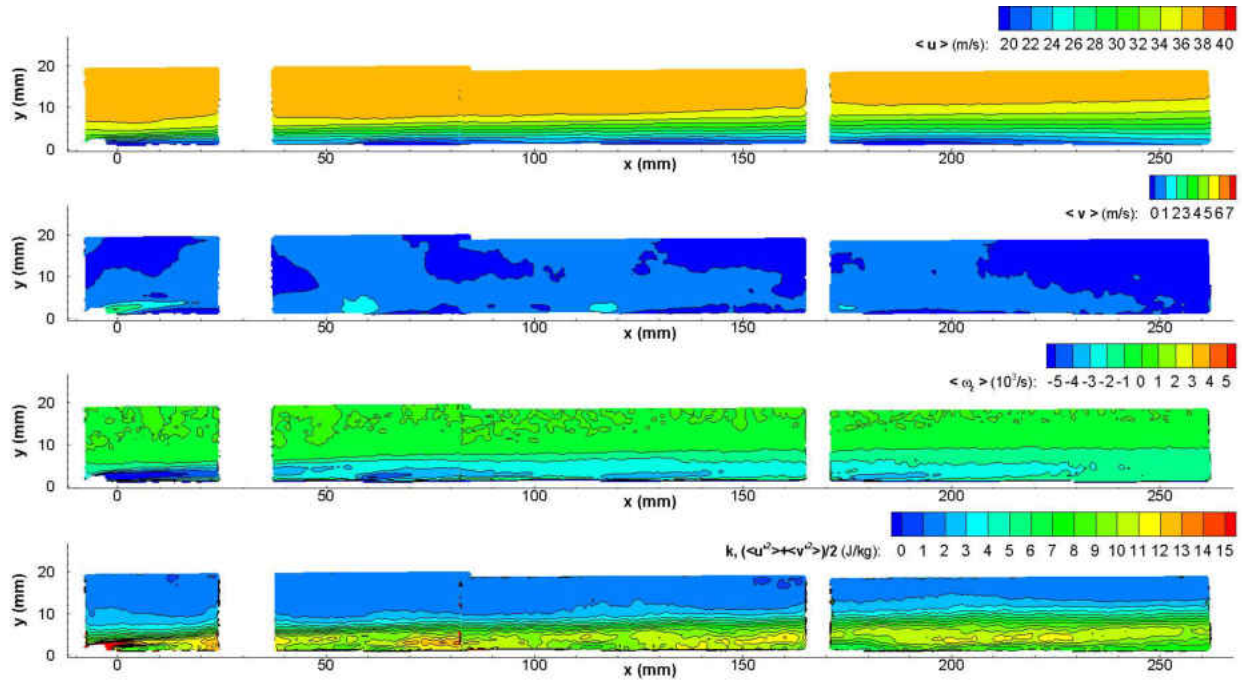 < u > (m/s): 20 22 24 26 28 30 32 34 36 38 40
y (mm)
20
10
0
0 50 100 150 200 250
x (mm)
< v > (m/s): 0 1 2 3 4 5 6 7
y (mm)
20
10
0
0 50 100 150 200 250
x (mm)
< ωz > (10³/s): -5 -4 -3 -2 -1 0 1 2 3 4 5
y (mm)
20
10
0
0 50 100 150 200 250
x (mm)
k, (<u'²>+<v'²>)/2 (J/kg): 0 1 2 3 4 5 6 7 8 9 10 11 12 13 14 15
y (mm)
20
10
0
0 50 100 150 200 250
x (mm)